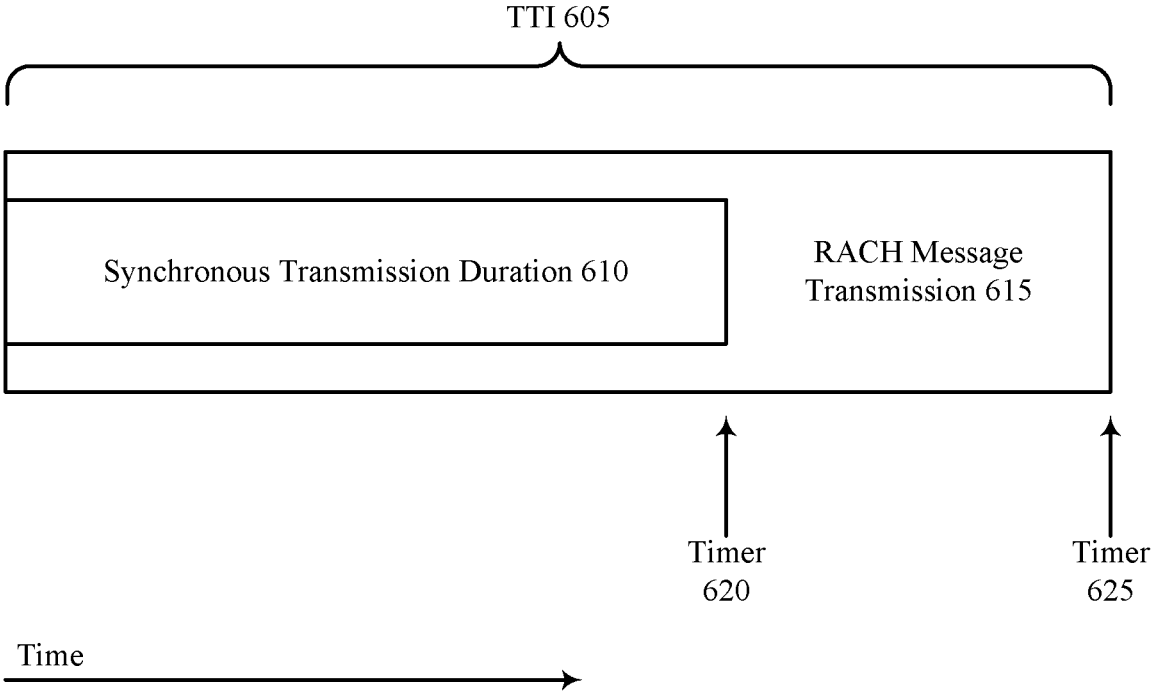 TTI 605
Synchronous Transmission Duration 610
RACH Message
Transmission 615
Timer
620
Timer
625
Time